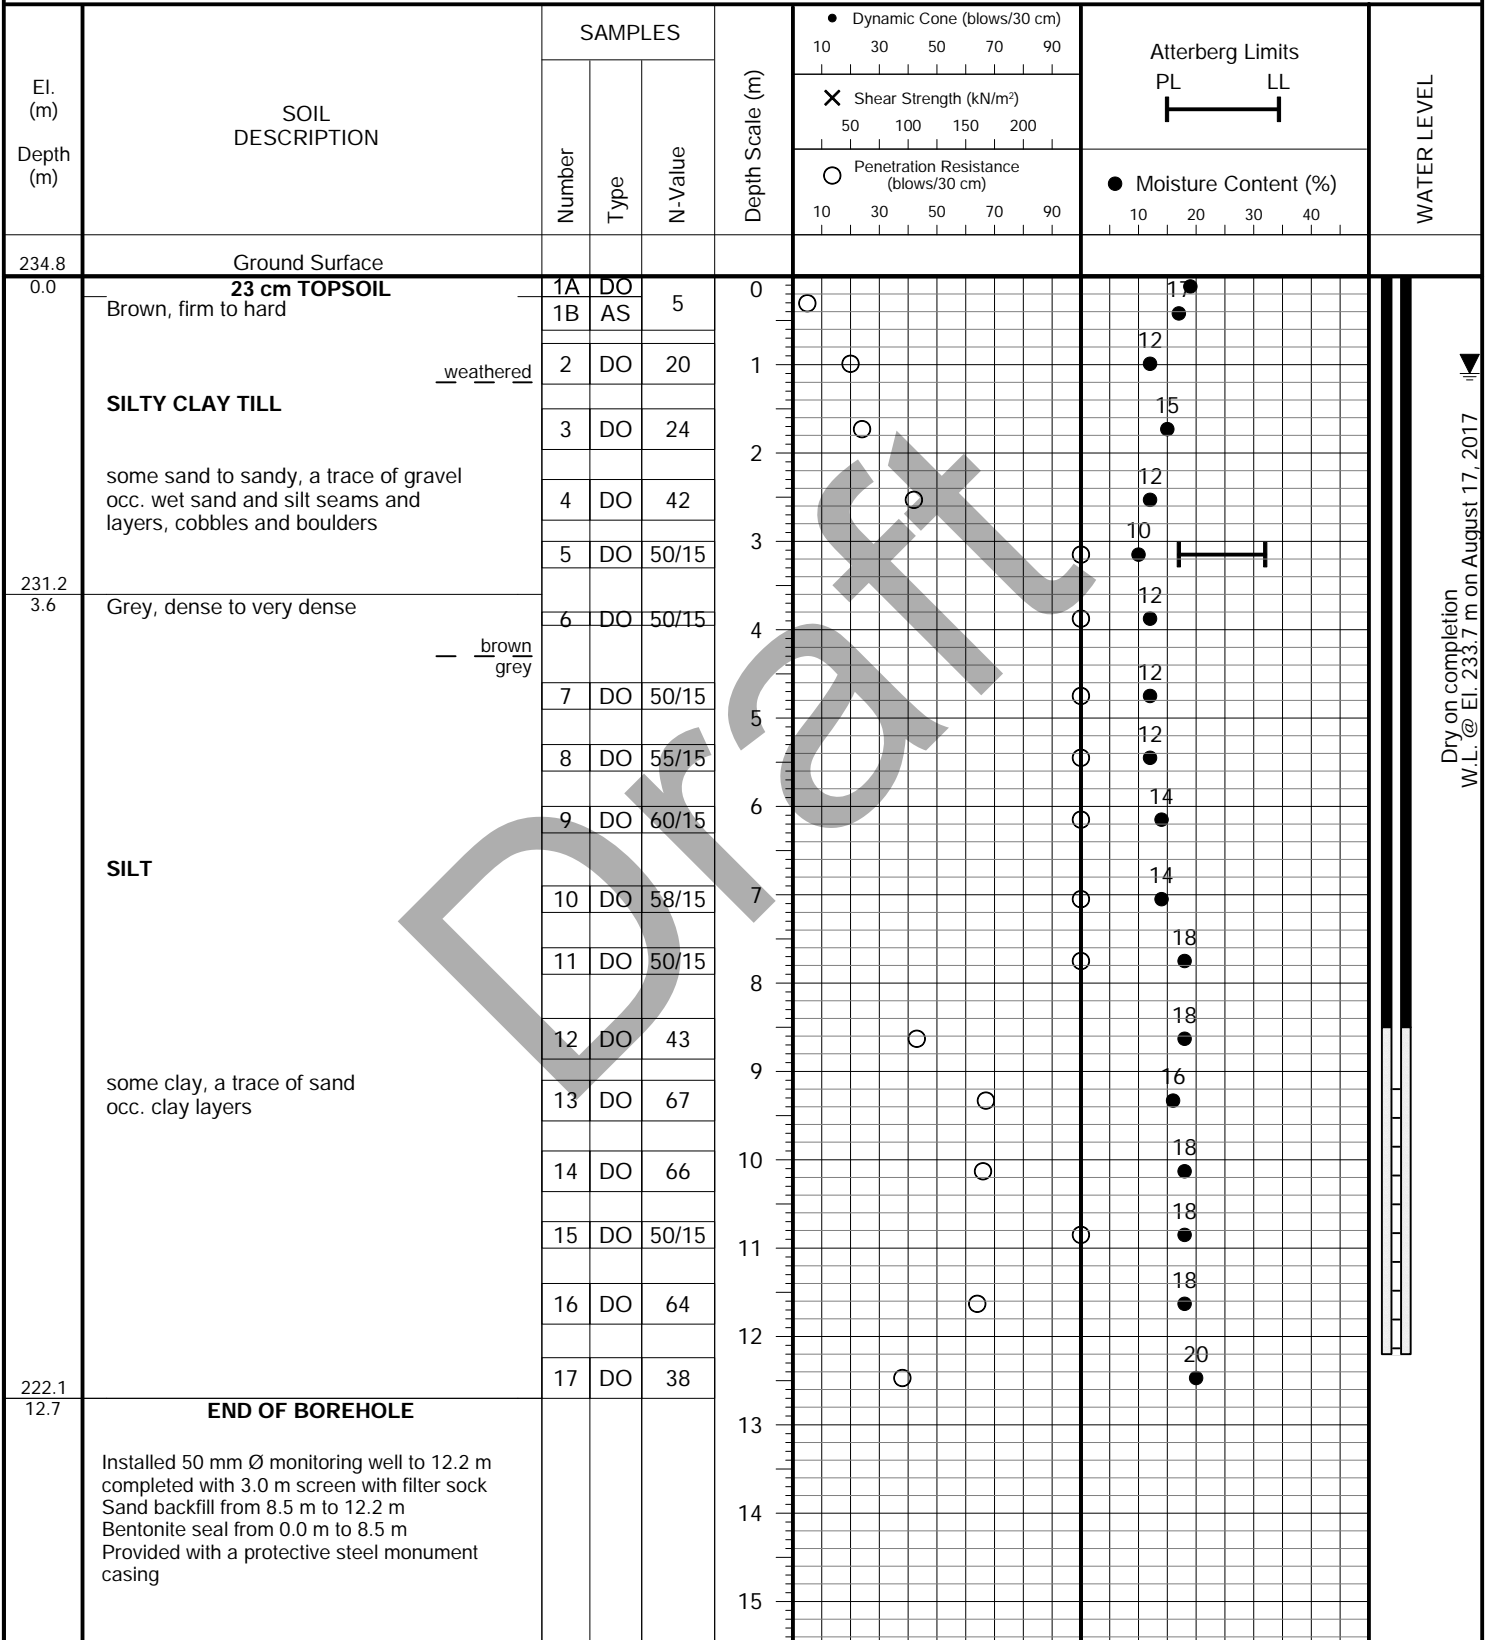 El.
(m)
Depth
(m)
SOIL
DESCRIPTION
SAMPLES
Number
Type
N-Value
Depth Scale (m)
● Dynamic Cone (blows/30 cm)
10 30 50 70 90
✕ Shear Strength (kN/m²)
50 100 150 200
○ Penetration Resistance
(blows/30 cm)
10 30 50 70 90
Atterberg Limits
PL LL
● Moisture Content (%)
10 20 30 40
WATER LEVEL
234.8 Ground Surface
0.0 23 cm TOPSOIL 1A DO 0
Brown, firm to hard 1B AS 5 17
12
weathered 2 DO 20 1
SILTY CLAY TILL 15
3 DO 24
2
some sand to sandy, a trace of gravel 12
occ. wet sand and silt seams and 4 DO 42
layers, cobbles and boulders
10
5 DO 50/15 3
231.2
3.6 Grey, dense to very dense 12
6 DO 50/15
4
brown
grey 12
7 DO 50/15
5
12
8 DO 55/15
14
6
9 DO 60/15
SILT 14
10 DO 58/15 7
18
11 DO 50/15
8
18
12 DO 43
9
some clay, a trace of sand 16
occ. clay layers 13 DO 67
18
10
14 DO 66
18
15 DO 50/15
11
18
16 DO 64
12
20
17 DO 38
222.1
12.7 END OF BOREHOLE
13
Installed 50 mm Ø monitoring well to 12.2 m
completed with 3.0 m screen with filter sock
Sand backfill from 8.5 m to 12.2 m
14
Bentonite seal from 0.0 m to 8.5 m
Provided with a protective steel monument
casing
15
Dry on completion
W.L. @ El. 233.7 m on August 17, 2017
Draft